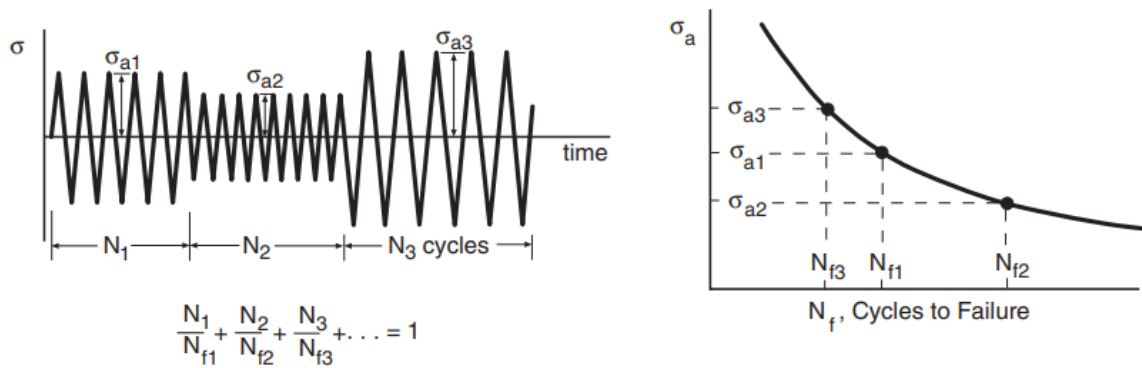 σ
σa1
σa2
σa3
time
N1
N2
N3 cycles
N1/Nf1 + N2/Nf2 + N3/Nf3 + . . . = 1
σa
σa3
σa1
σa2
Nf3
Nf1
Nf2
Nf, Cycles to Failure